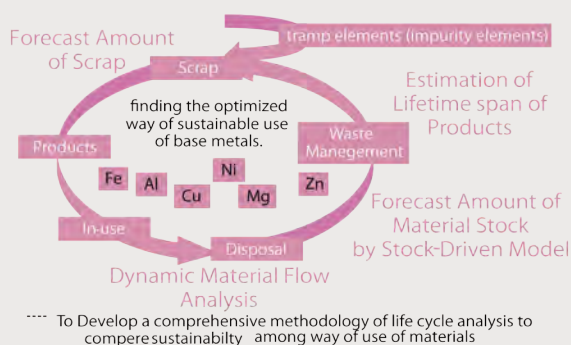 tramp elements (impurity elements)
Forecast Amount
of Scrap
Scrap
Estimation of
Lifetime span of
Products
finding the optimized
way of sustainable use
of base metals.
Waste
Manegement
Products
Fe
Al
Cu
Ni
Mg
Zn
Forecast Amount of
Material Stock
by Stock-Driven Model
In-use
Disposal
Dynamic Material Flow
Analysis
---- To Develop a comprehensive methodology of life cycle analysis to
comperesustainabilty among way of use of materials